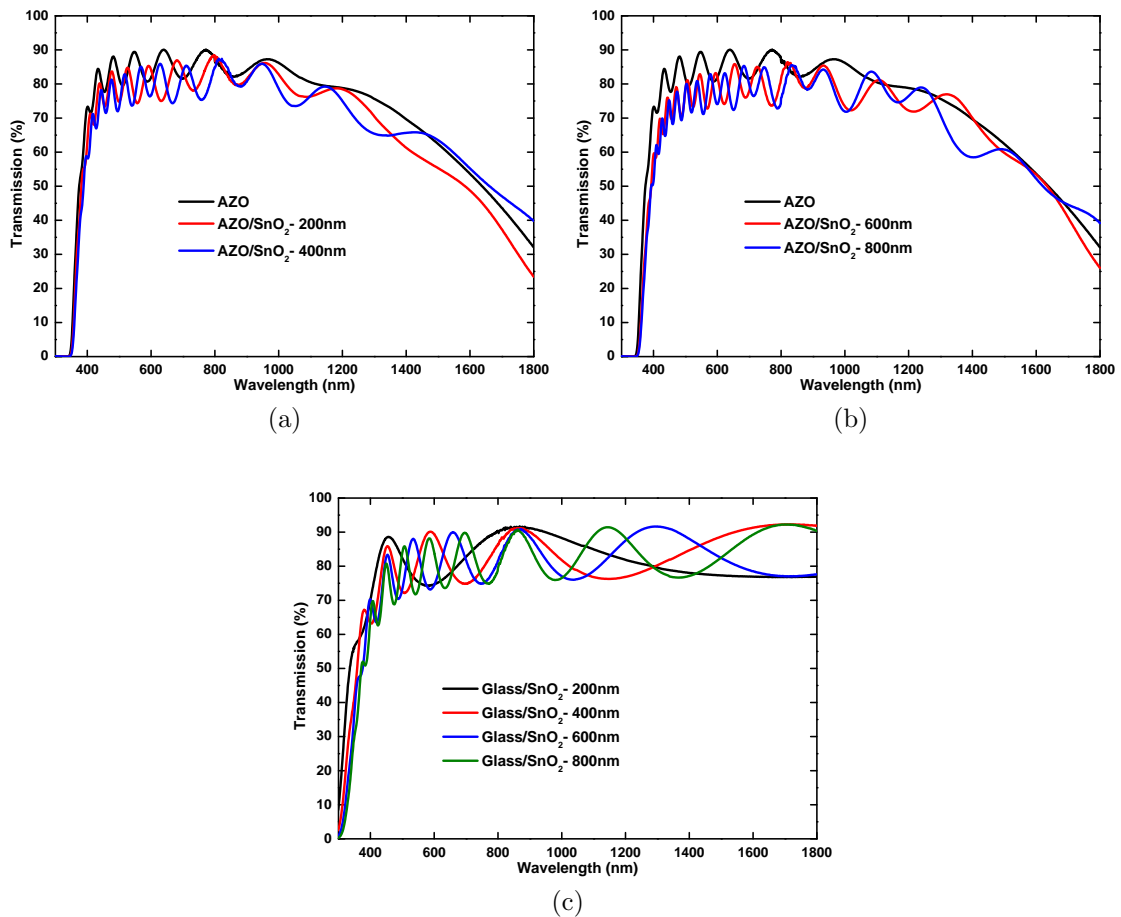 100
90
80
70
60
50
40
30
20
10
0
Transmission (%)
AZO
AZO/SnO2- 200nm
AZO/SnO2- 400nm
400 600 800 1000 1200 1400 1600 1800
Wavelength (nm)
(a)
100
90
80
70
60
50
40
30
20
10
0
Transmission (%)
AZO
AZO/SnO2- 600nm
AZO/SnO2- 800nm
400 600 800 1000 1200 1400 1600 1800
Wavelength (nm)
(b)
100
90
80
70
60
50
40
30
20
10
0
Transmission (%)
Glass/SnO2- 200nm
Glass/SnO2- 400nm
Glass/SnO2- 600nm
Glass/SnO2- 800nm
400 600 800 1000 1200 1400 1600 1800
Wavelength (nm)
(c)